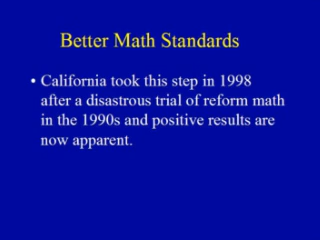 Better Math Standards
• California took this step in 1998
after a disastrous trial of reform math
in the 1990s and positive results are
now apparent.